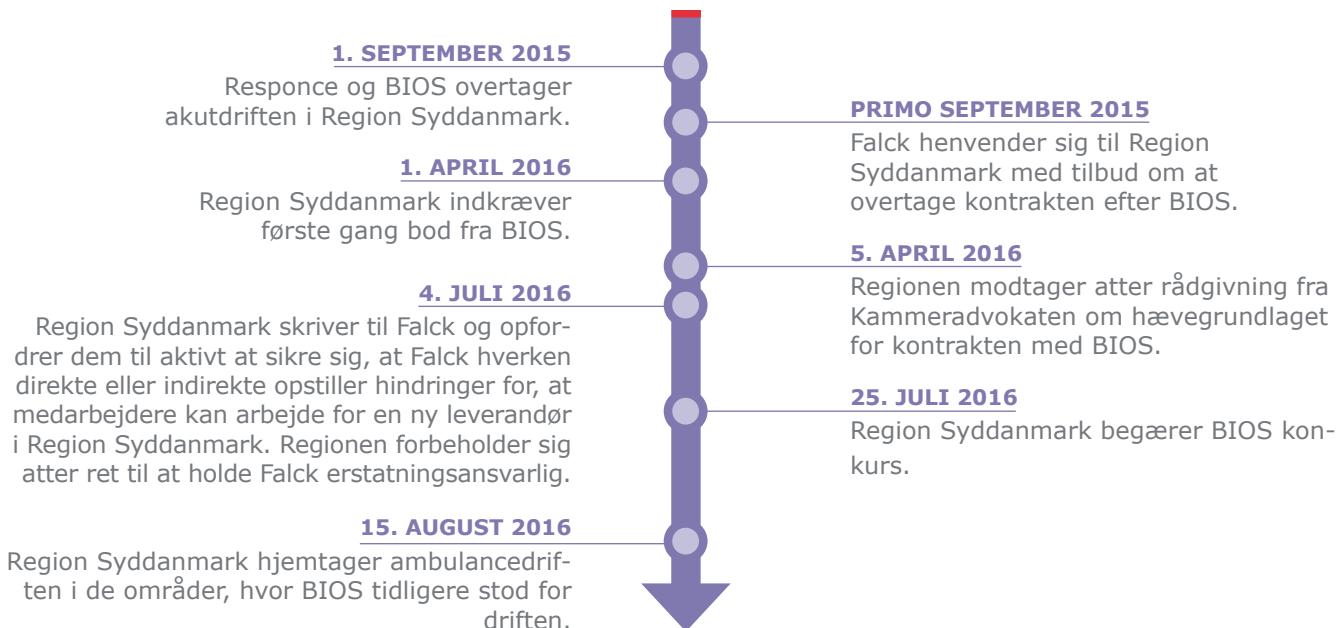 1. SEPTEMBER 2015
Responce og BIOS overtager
akutdriften i Region Syddanmark.
PRIMO SEPTEMBER 2015
Falck henvender sig til Region
Syddanmark med tilbud om at
overtage kontrakten efter BIOS.
1. APRIL 2016
Region Syddanmark indkræver
første gang bod fra BIOS.
5. APRIL 2016
Regionen modtager atter rådgivning fra
Kammeradvokaten om hævegrundlaget
for kontrakten med BIOS.
4. JULI 2016
Region Syddanmark skriver til Falck og opfor-
drer dem til aktivt at sikre sig, at Falck hverken
direkte eller indirekte opstiller hindringer for, at
medarbejdere kan arbejde for en ny leverandør
i Region Syddanmark. Regionen forbeholder sig
atter ret til at holde Falck erstatningsansvarlig.
25. JULI 2016
Region Syddanmark begærer BIOS kon-
kurs.
15. AUGUST 2016
Region Syddanmark hjemtager ambulancedrif-
ten i de områder, hvor BIOS tidligere stod for
driften.